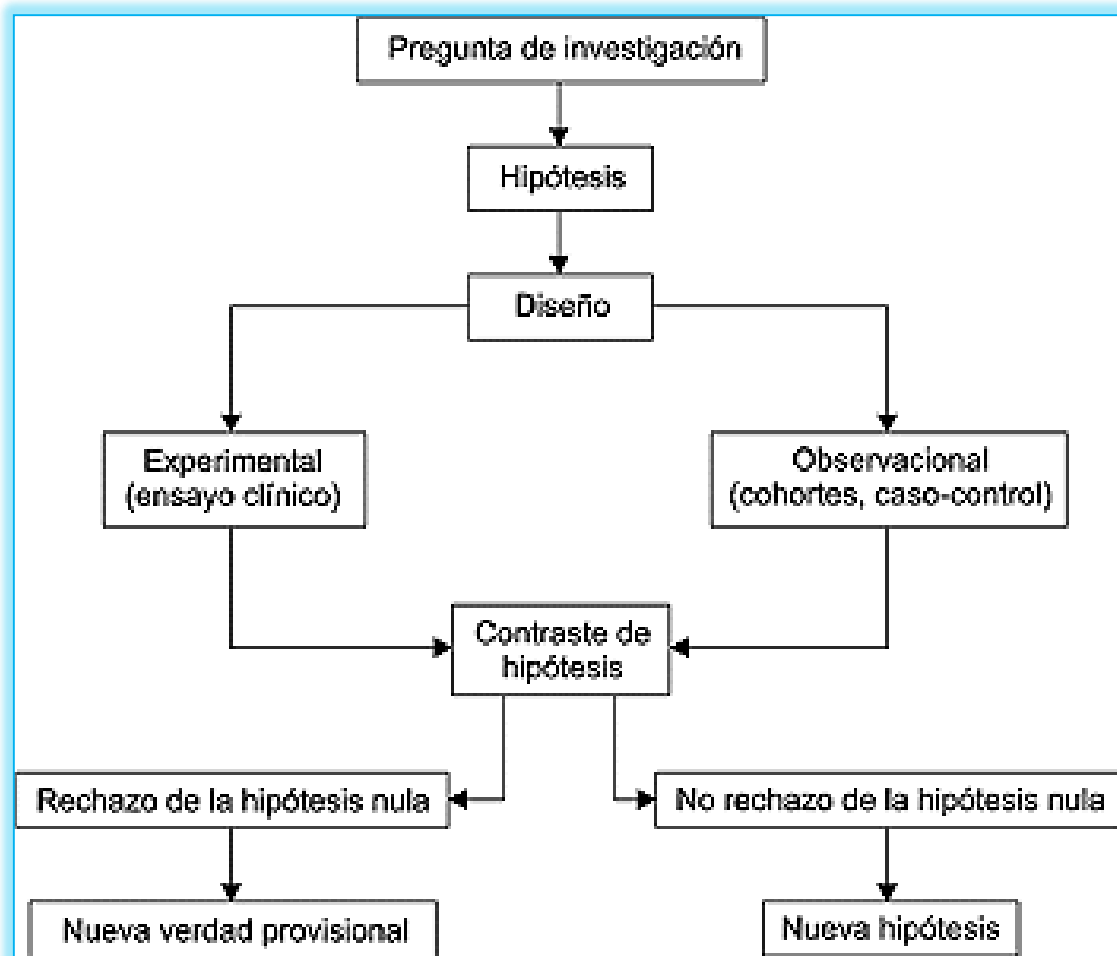 Pregunta de investigación
Hipótesis
Diseño
Experimental
(ensayo clínico)
Observacional
(cohortes, caso-control)
Contraste de
hipótesis
Rechazo de la hipótesis nula
No rechazo de la hipótesis nula
Nueva verdad provisional
Nueva hipótesis